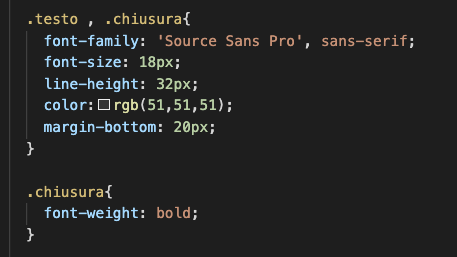 .testo , .chiusura{
  font-family: 'Source Sans Pro', sans-serif;
  font-size: 18px;
  line-height: 32px;
  color:rgb(51,51,51);
  margin-bottom: 20px;
}

.chiusura{
  font-weight: bold;
}